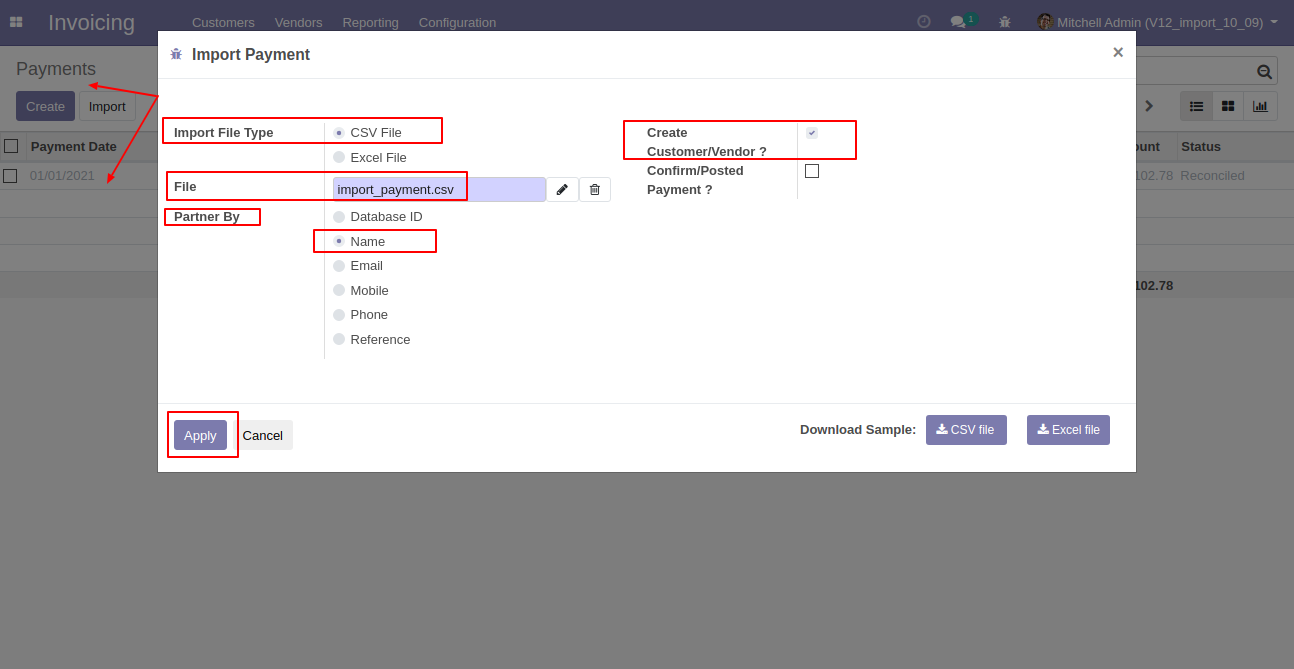 Invoicing Customers Vendors Reporting Configuration 1 Mitchell Admin (V12_import_10_09)
Import Payment ×
Payments
Create Import
Import File Type CSV File
Excel File
Create
Customer/Vendor ?
Confirm/Posted
Payment ?
Payment Date ount Status
01/01/2021 102.78 Reconciled
File import_payment.csv
Partner By Database ID
Name
Email
Mobile
Phone
Reference
102.78
Apply Cancel
Download Sample: CSV file Excel file